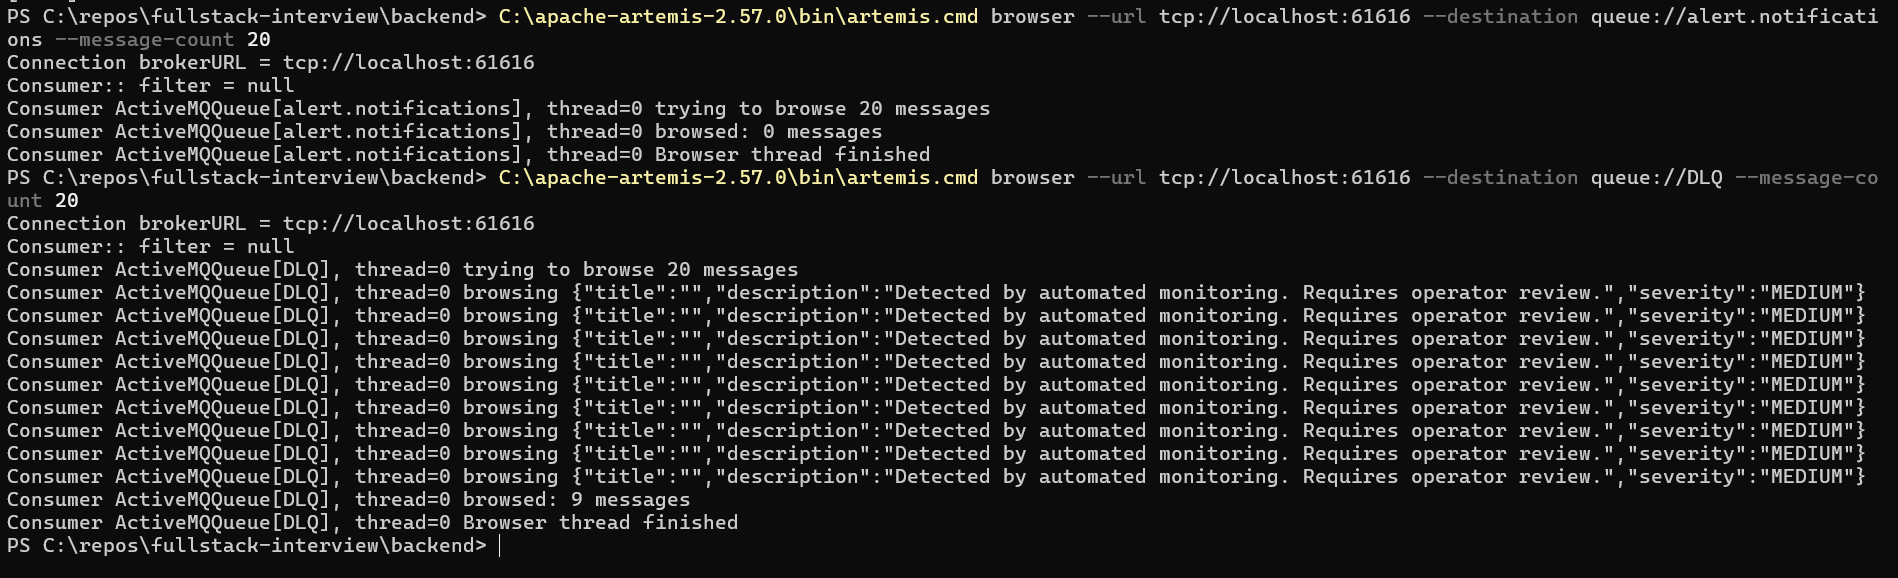 PS C:\repos\fullstack-interview\backend> C:\apache-artemis-2.57.0\bin\artemis.cmd browser --url tcp://localhost:61616 --destination queue://alert.notificati
ons --message-count 20
Connection brokerURL = tcp://localhost:61616
Consumer:: filter = null
Consumer ActiveMQQueue[alert.notifications], thread=0 trying to browse 20 messages
Consumer ActiveMQQueue[alert.notifications], thread=0 browsed: 0 messages
Consumer ActiveMQQueue[alert.notifications], thread=0 Browser thread finished
PS C:\repos\fullstack-interview\backend> C:\apache-artemis-2.57.0\bin\artemis.cmd browser --url tcp://localhost:61616 --destination queue://DLQ --message-co
unt 20
Connection brokerURL = tcp://localhost:61616
Consumer:: filter = null
Consumer ActiveMQQueue[DLQ], thread=0 trying to browse 20 messages
Consumer ActiveMQQueue[DLQ], thread=0 browsing {"title":"","description":"Detected by automated monitoring. Requires operator review.","severity":"MEDIUM"}
Consumer ActiveMQQueue[DLQ], thread=0 browsing {"title":"","description":"Detected by automated monitoring. Requires operator review.","severity":"MEDIUM"}
Consumer ActiveMQQueue[DLQ], thread=0 browsing {"title":"","description":"Detected by automated monitoring. Requires operator review.","severity":"MEDIUM"}
Consumer ActiveMQQueue[DLQ], thread=0 browsing {"title":"","description":"Detected by automated monitoring. Requires operator review.","severity":"MEDIUM"}
Consumer ActiveMQQueue[DLQ], thread=0 browsing {"title":"","description":"Detected by automated monitoring. Requires operator review.","severity":"MEDIUM"}
Consumer ActiveMQQueue[DLQ], thread=0 browsing {"title":"","description":"Detected by automated monitoring. Requires operator review.","severity":"MEDIUM"}
Consumer ActiveMQQueue[DLQ], thread=0 browsing {"title":"","description":"Detected by automated monitoring. Requires operator review.","severity":"MEDIUM"}
Consumer ActiveMQQueue[DLQ], thread=0 browsing {"title":"","description":"Detected by automated monitoring. Requires operator review.","severity":"MEDIUM"}
Consumer ActiveMQQueue[DLQ], thread=0 browsing {"title":"","description":"Detected by automated monitoring. Requires operator review.","severity":"MEDIUM"}
Consumer ActiveMQQueue[DLQ], thread=0 browsed: 9 messages
Consumer ActiveMQQueue[DLQ], thread=0 Browser thread finished
PS C:\repos\fullstack-interview\backend>